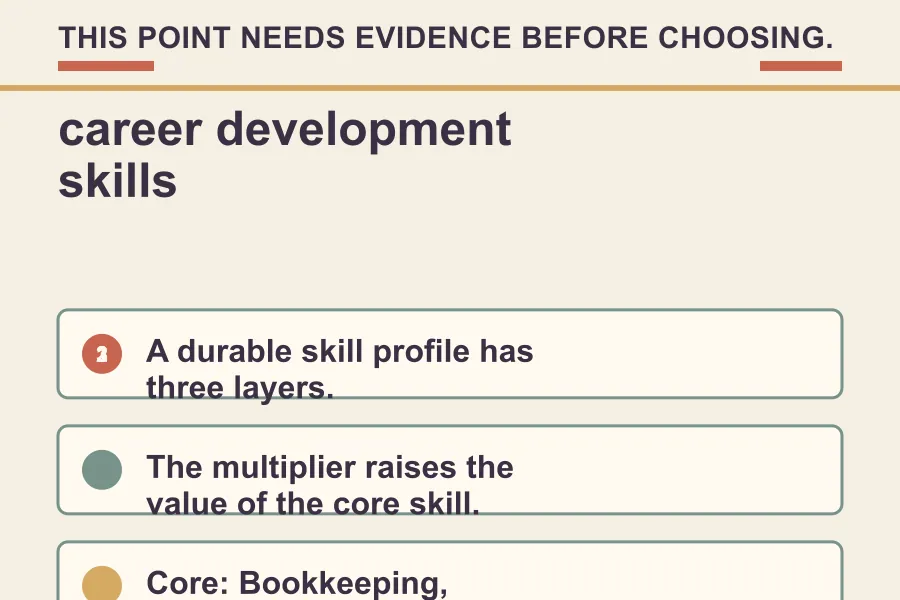 THIS POINT NEEDS EVIDENCE BEFORE CHOOSING.
career development
skills
A durable skill profile has
three layers.
The multiplier raises the
value of the core skill.
Core: Bookkeeping,